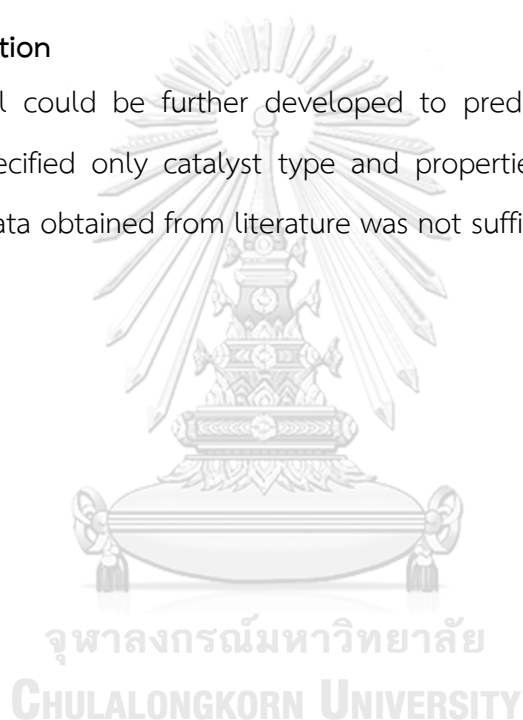 tion
l could be further developed to pred
ecified only catalyst type and propertie
ata obtained from literature was not suffi
จุฬาลงกรณ์มหาวิทยาลัย
CHULALONGKORN UNIVERSITY